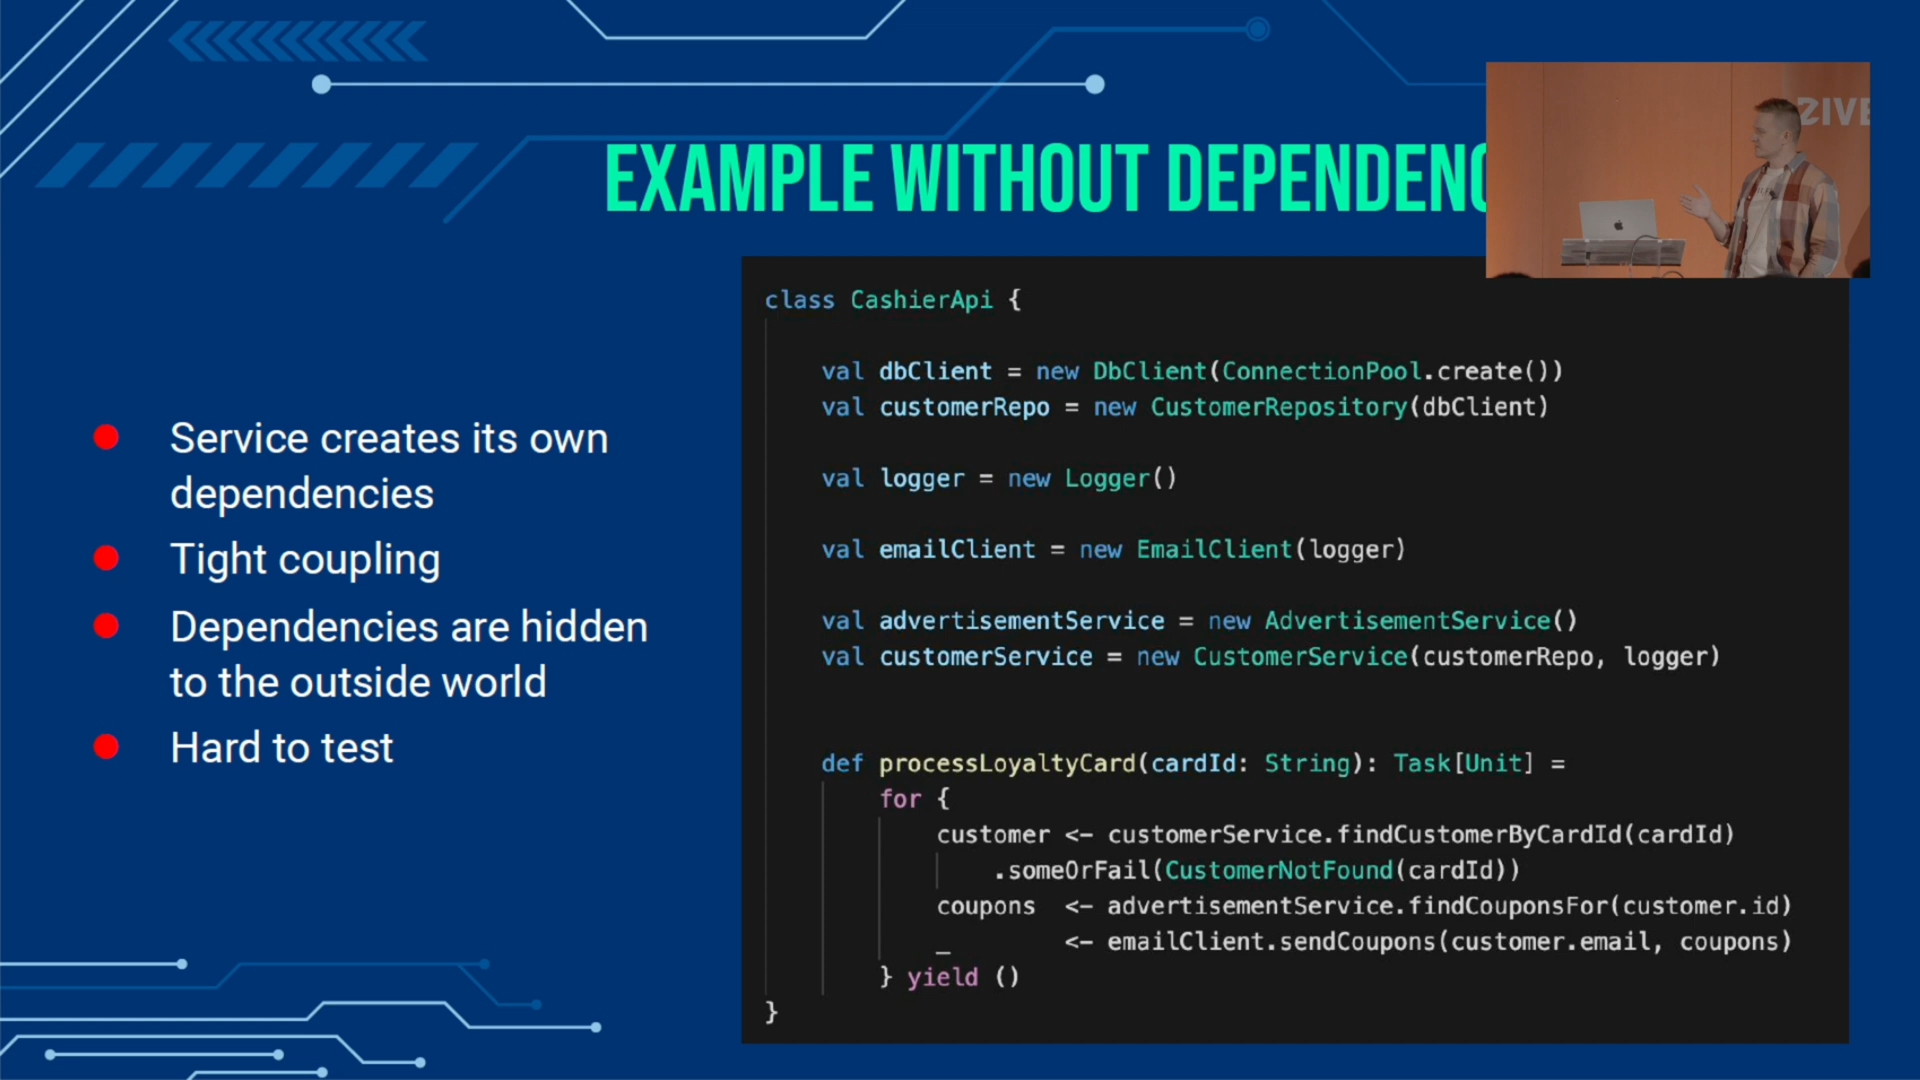 EXAMPLE WITHOUT DEPENDENC
Service creates its own
dependencies
Tight coupling
Dependencies are hidden
to the outside world
Hard to test
class CashierApi {
val dbClient = new DbClient(ConnectionPool.create())
val customerRepo = new CustomerRepository(dbClient)
val logger = new Logger()
val emailClient = new EmailClient(logger)
val advertisementService = new AdvertisementService()
val customerService = new CustomerService(customerRepo, logger)
def processLoyaltyCard(cardId: String): Task[Unit] =
for {
customer <- customerService.findCustomerByCardId(cardId)
.someOrFail(CustomerNotFound(cardId))
coupons <- advertisementService.findCouponsFor(customer.id)
_ <- emailClient.sendCoupons(customer.email, coupons)
} yield ()
}